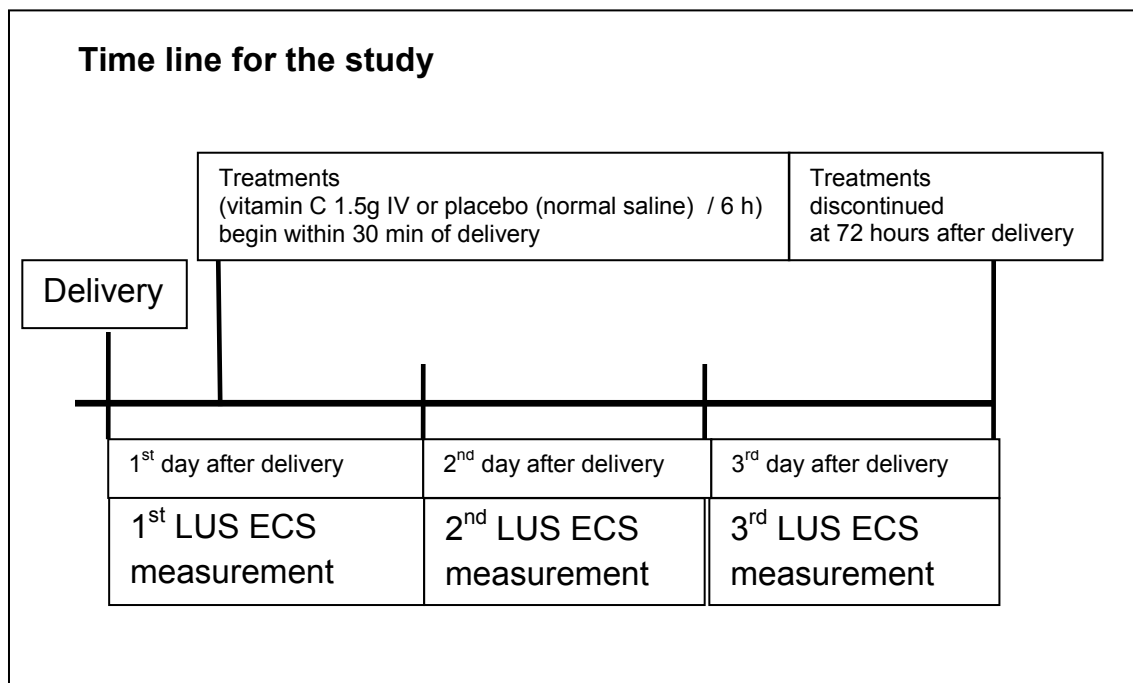 Time line for the study
Treatments
(vitamin C 1.5g IV or placebo (normal saline)  / 6 h)
begin within 30 min of delivery
Treatments
discontinued
at 72 hours after delivery
Delivery
1st day after delivery
2nd day after delivery
3rd day after delivery
1st LUS ECS
measurement
2nd LUS ECS
measurement
3rd LUS ECS
measurement